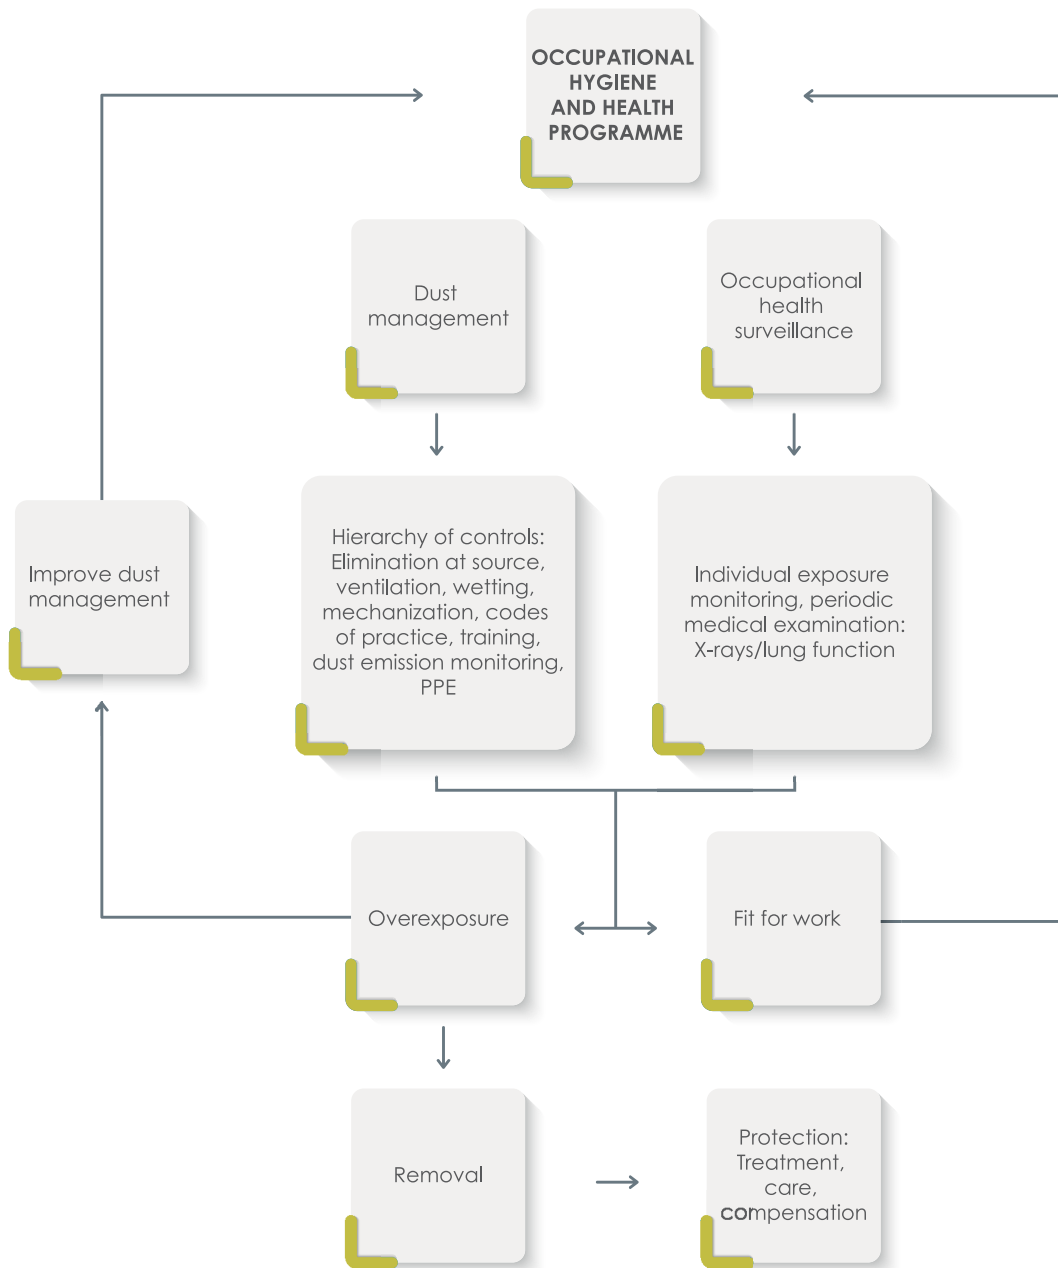 OCCUPATIONAL
HYGIENE
AND HEALTH
PROGRAMME
Dust
management
Occupational
health
surveillance
Improve dust
management
Hierarchy of controls:
Elimination at source,
ventilation, wetting,
mechanization, codes
of practice, training,
dust emission monitoring,
PPE
Individual exposure
monitoring, periodic
medical examination:
X-rays/lung function
Overexposure
Fit for work
Removal
Protection:
Treatment,
care,
compensation